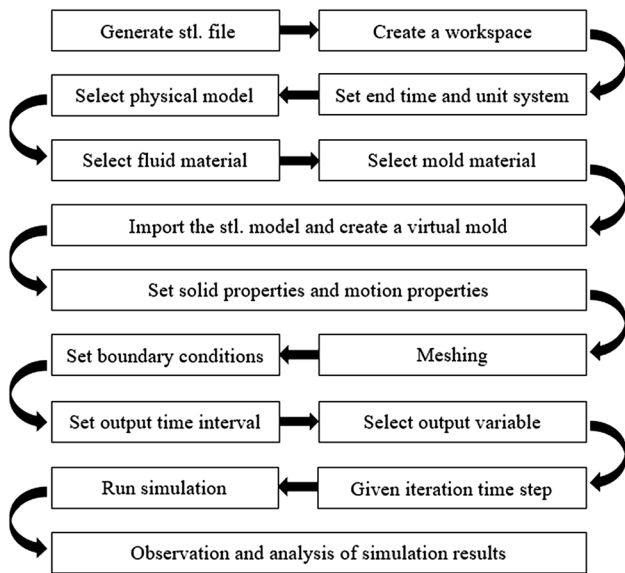 Generate stl. file
Create a workspace
Set end time and unit system
Select physical model
Select fluid material
Select mold material
Import the stl. model and create a virtual mold
Set solid properties and motion properties
Meshing
Set boundary conditions
Set output time interval
Select output variable
Given iteration time step
Run simulation
Observation and analysis of simulation results